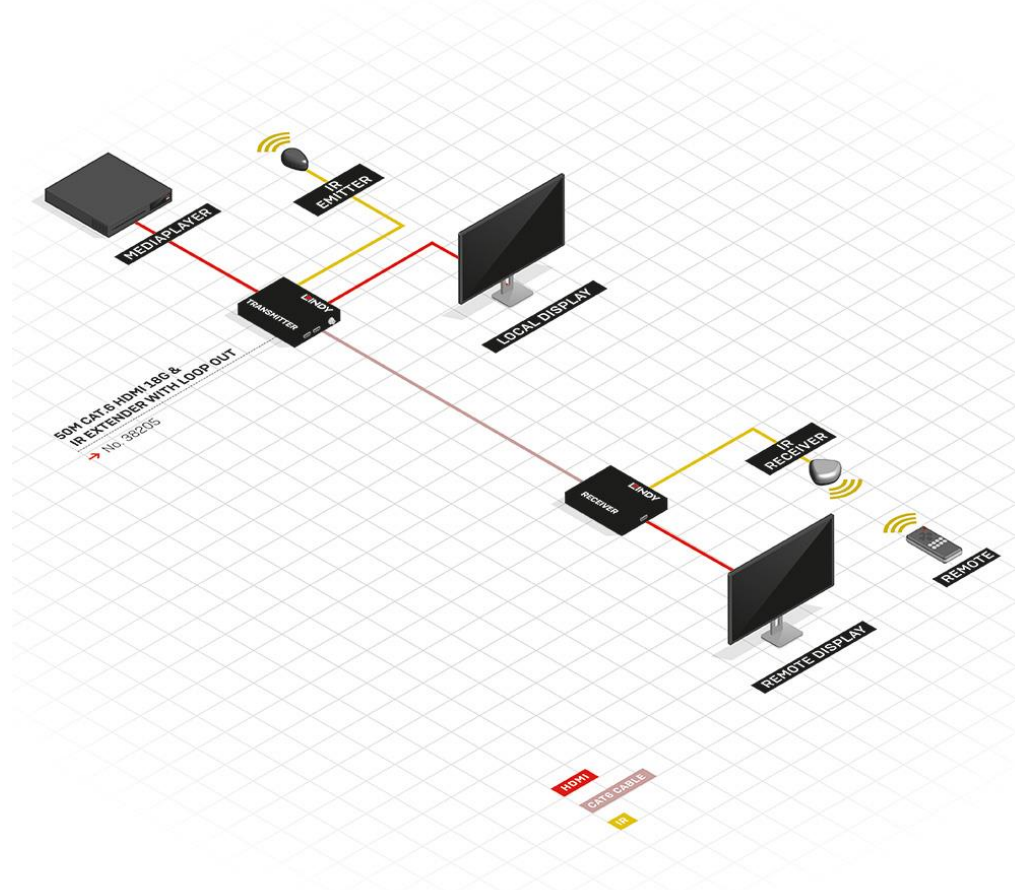 MEDIAPLAYER
IR
EMITTER
LOCAL DISPLAY
LINDY
TRANSMITTER
50M CAT.6 HDMI 18G &
IR EXTENDER WITH LOOP OUT
→ No. 38205
IR
RECEIVER
LINDY
RECEIVER
REMOTE
REMOTE DISPLAY
HDMI
CAT6 CABLE
IR